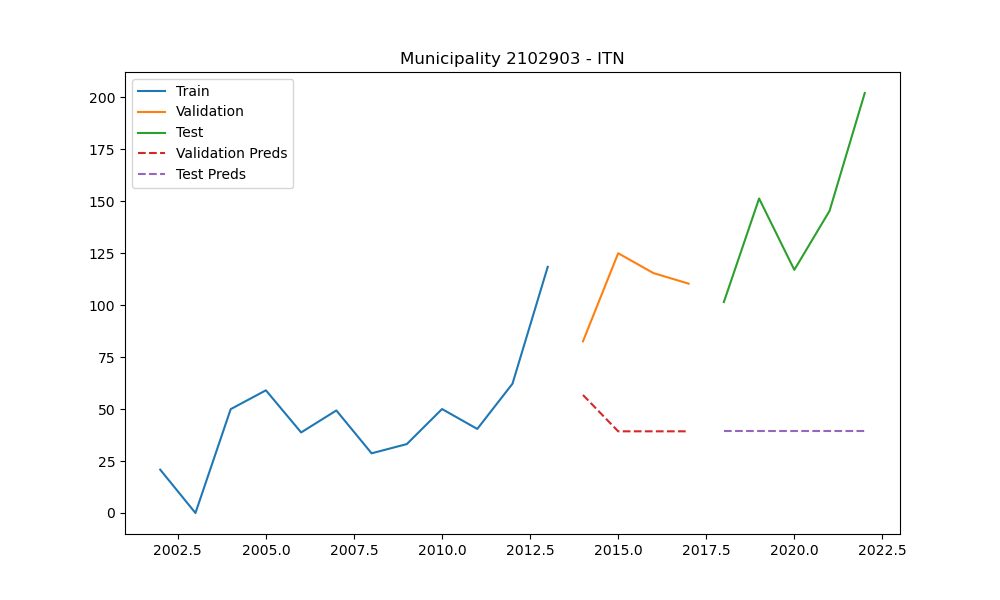 Municipality 2102903 - ITN
Train
Validation
Test
Validation Preds
Test Preds
200
175
150
125
100
75
50
25
0
2002.5 2005.0 2007.5 2010.0 2012.5 2015.0 2017.5 2020.0 2022.5